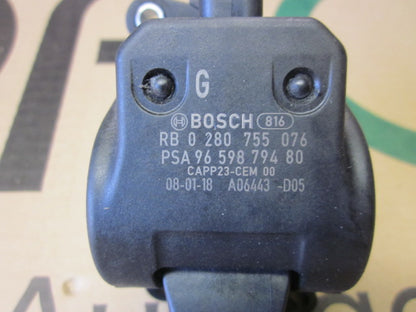 G
BOSCH 816
RB 0 280 755 076
PSA 96 598 794 80
CAPP23-CEM 00
08-01-18 A06443 -D05